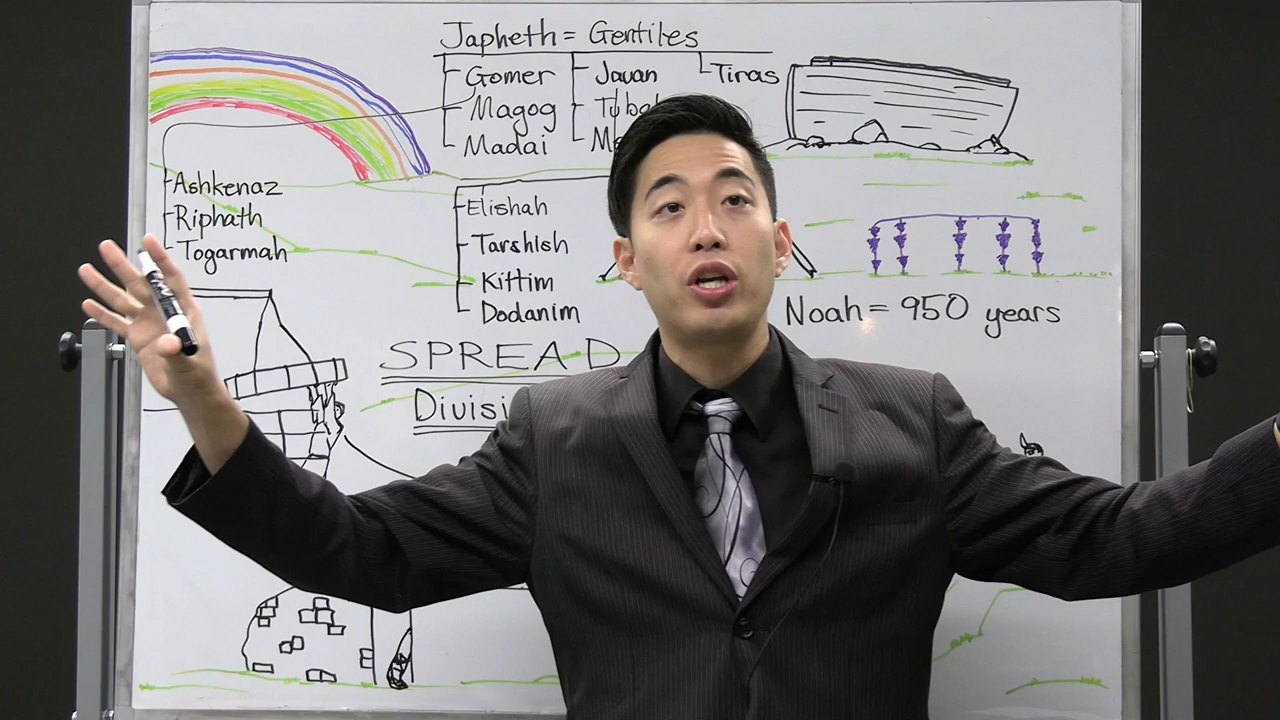 Japheth = Gentiles
Gomer
Magog
Madai
Javan
Tiras
Ashkenaz
Riphath
Togarmah
Elishah
Tarshish
Kittim
Dodanim
Noah = 950 years
SPREAD